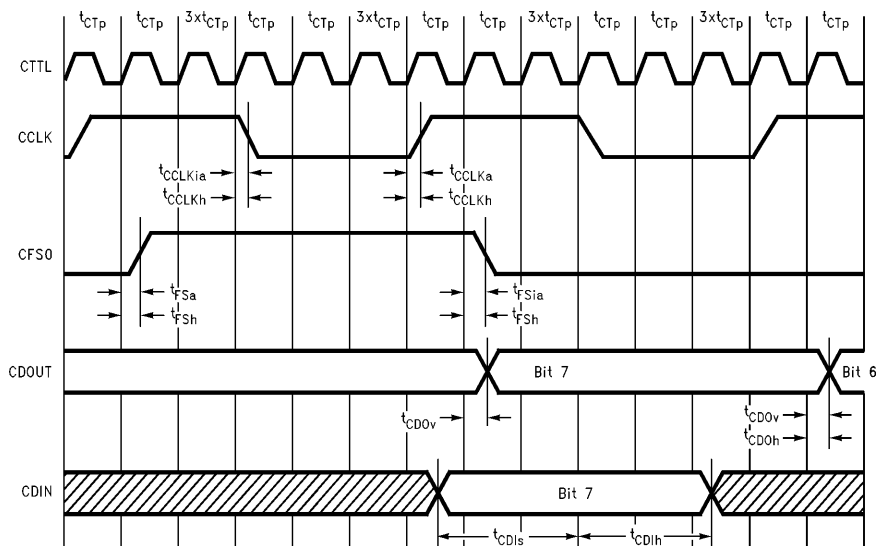 tCTp tCTp 3xtCTp tCTp tCTp 3xtCTp tCTp tCTp 3xtCTp tCTp tCTp 3xtCTp tCTp tCTp
CTTL
CCLK
tCCLKia tCCLKa
tCCLKh tCCLKh
CFS0
tFSa tFSia
tFSh tFSh
CDOUT Bit 7 Bit 6
tCDOv tCDOv
tCDOh
CDIN Bit 7
tCDIs tCDIh